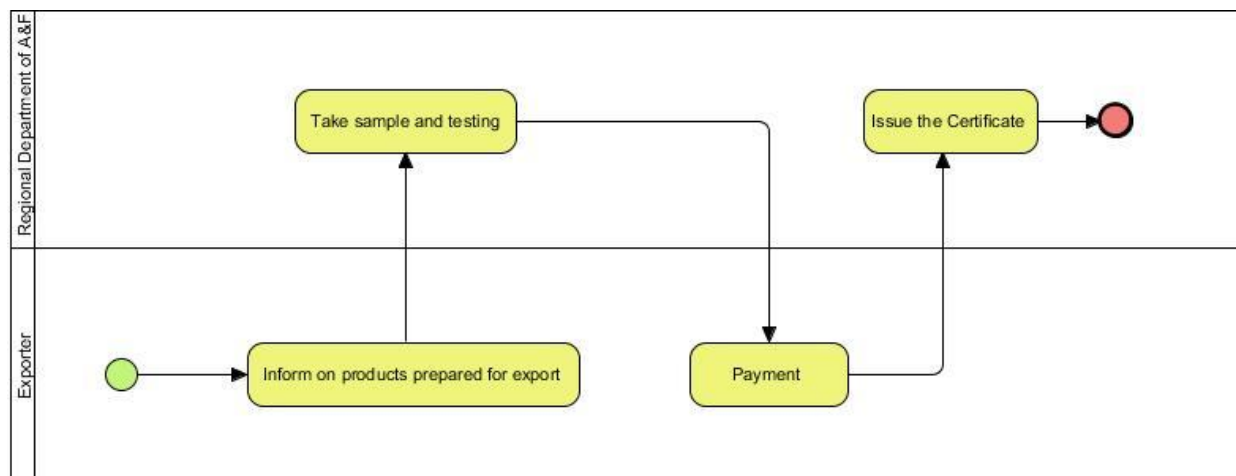 Regional Department of A&F
Take sample and testing
Issue the Certificate
Exporter
Inform on products prepared for export
Payment